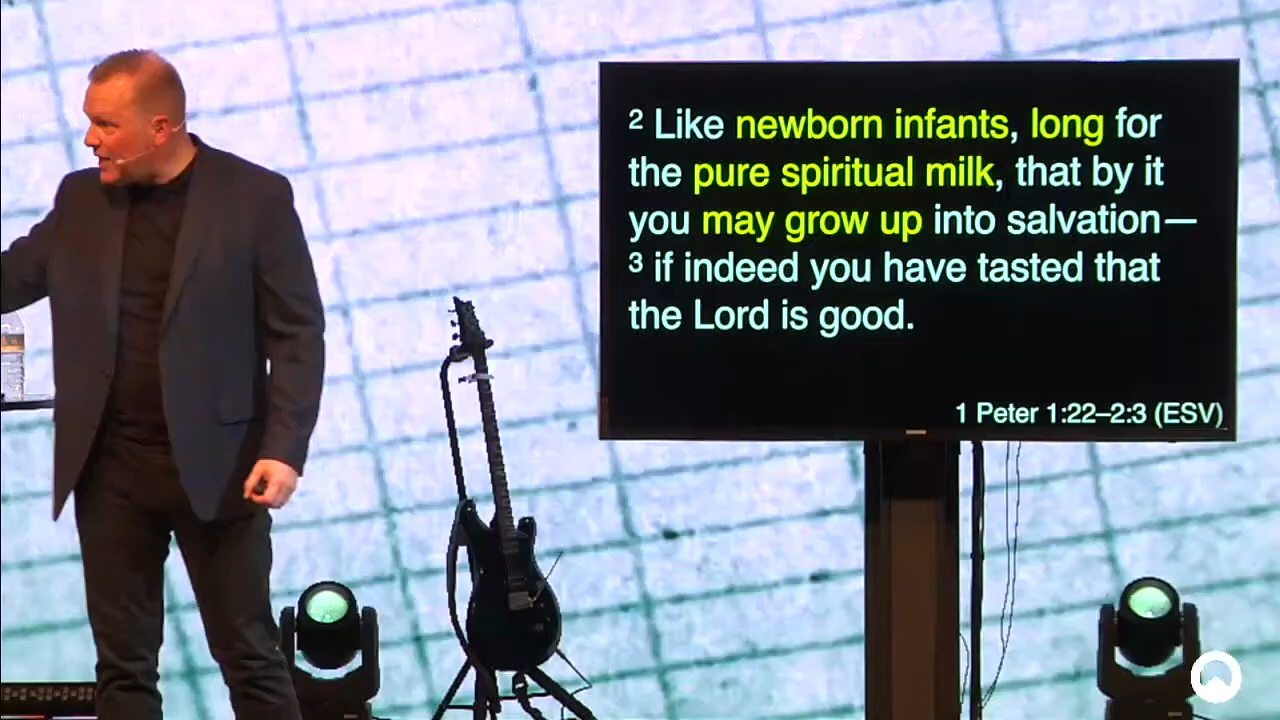 2 Like newborn infants, long for
the pure spiritual milk, that by it
you may grow up into salvation—
3 if indeed you have tasted that
the Lord is good.
1 Peter 1:22–2:3 (ESV)